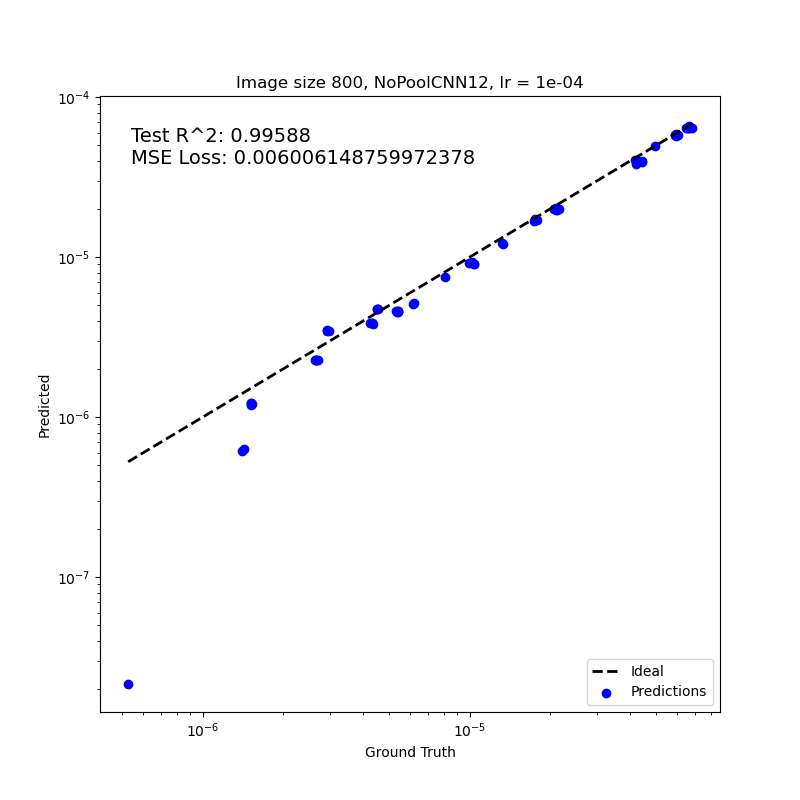 Image size 800, NoPoolCNN12, lr = 1e-04
Test R^2: 0.99588
MSE Loss: 0.006006148759972378
10⁻⁴
10⁻⁵
10⁻⁶
10⁻⁷
Predicted
Ideal
Predictions
10⁻⁶
10⁻⁵
Ground Truth